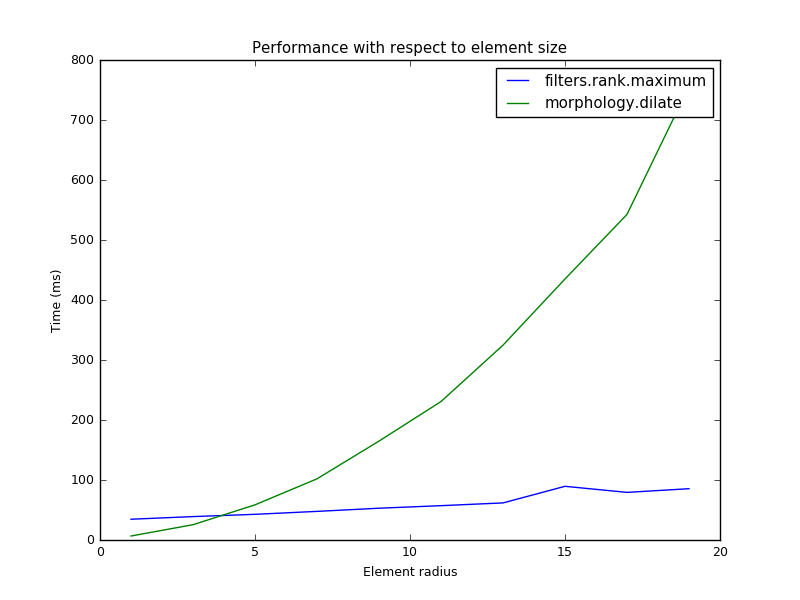 Performance with respect to element size
filters.rank.maximum
morphology.dilate
800
700
600
500
400
300
200
100
0
Time (ms)
0 5 10 15 20
Element radius